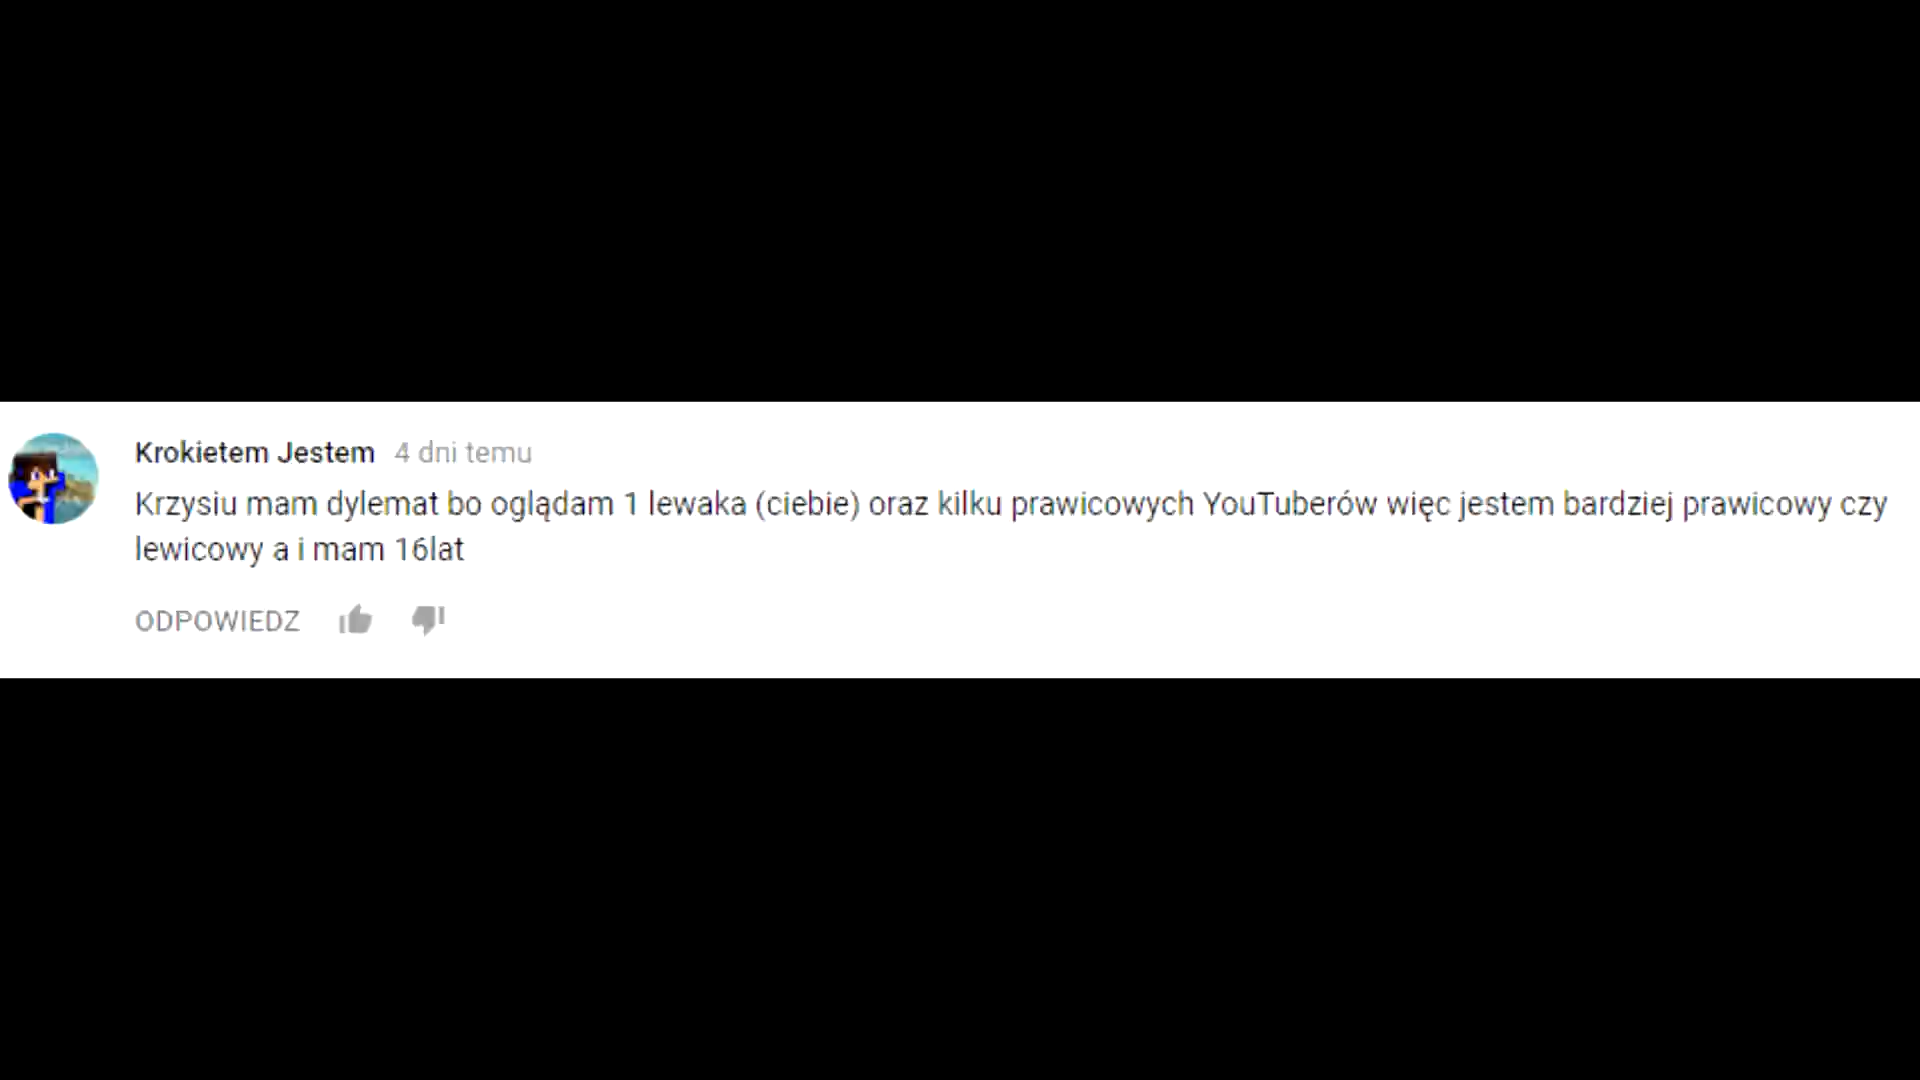 Krokietem Jestem 4 dni temu
Krzysiu mam dylemat bo oglądam 1 lewaka (ciebie) oraz kilku prawicowych YouTuberów więc jestem bardziej prawicowy czy
lewicowy a i mam 16lat
ODPOWIEDZ